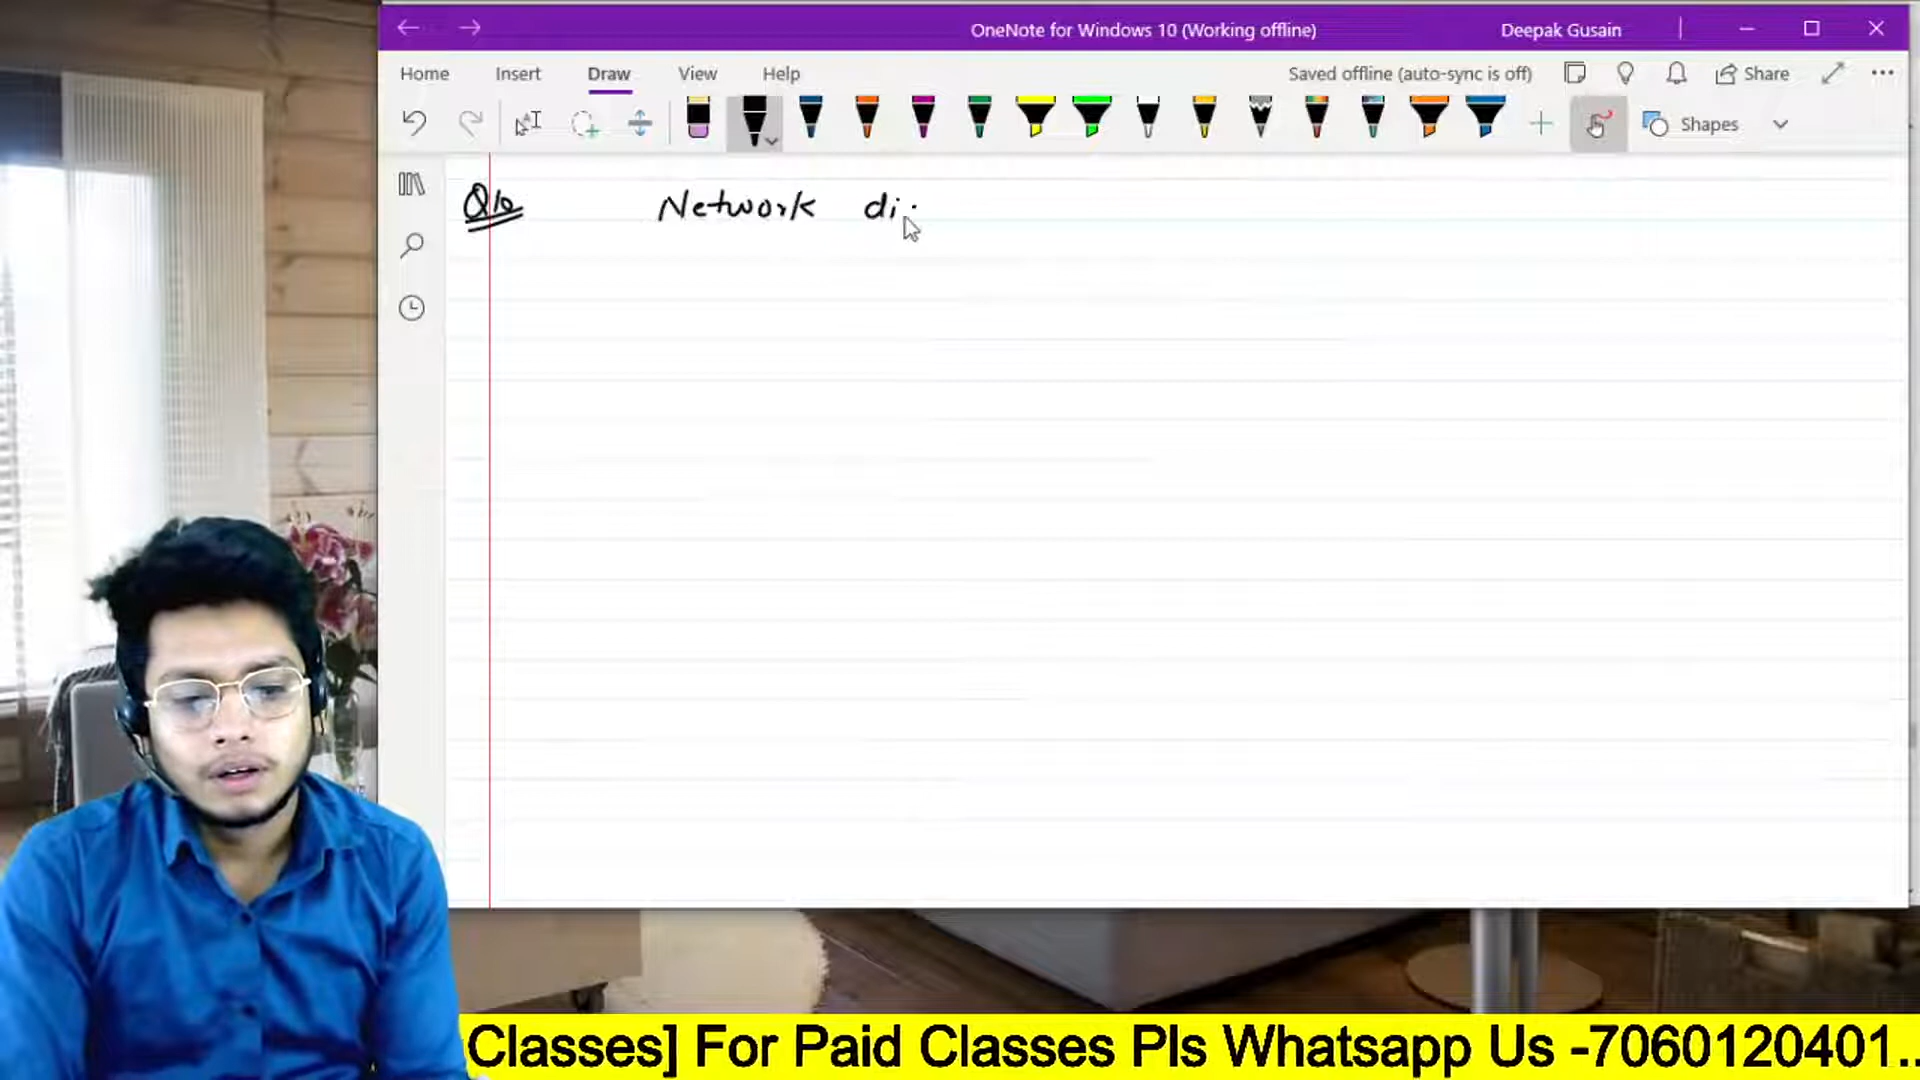 OneNote for Windows 10 (Working offline) Deepak Gusain
Home Insert Draw View Help Saved offline (auto-sync is off) Share
Shapes
Network di
Classes] For Paid Classes Pls Whatsapp Us -7060120401..